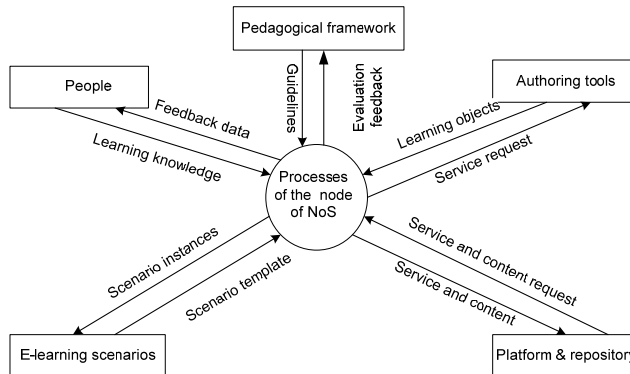 Pedagogical framework
People
Authoring tools
Guidelines
Evaluation
feedback
Feedback data
Learning knowledge
Learning objects
Service request
Processes
of the node
of NoS
Scenario instances
Scenario template
Service and content request
Service and content
E-learning scenarios
Platform & repository